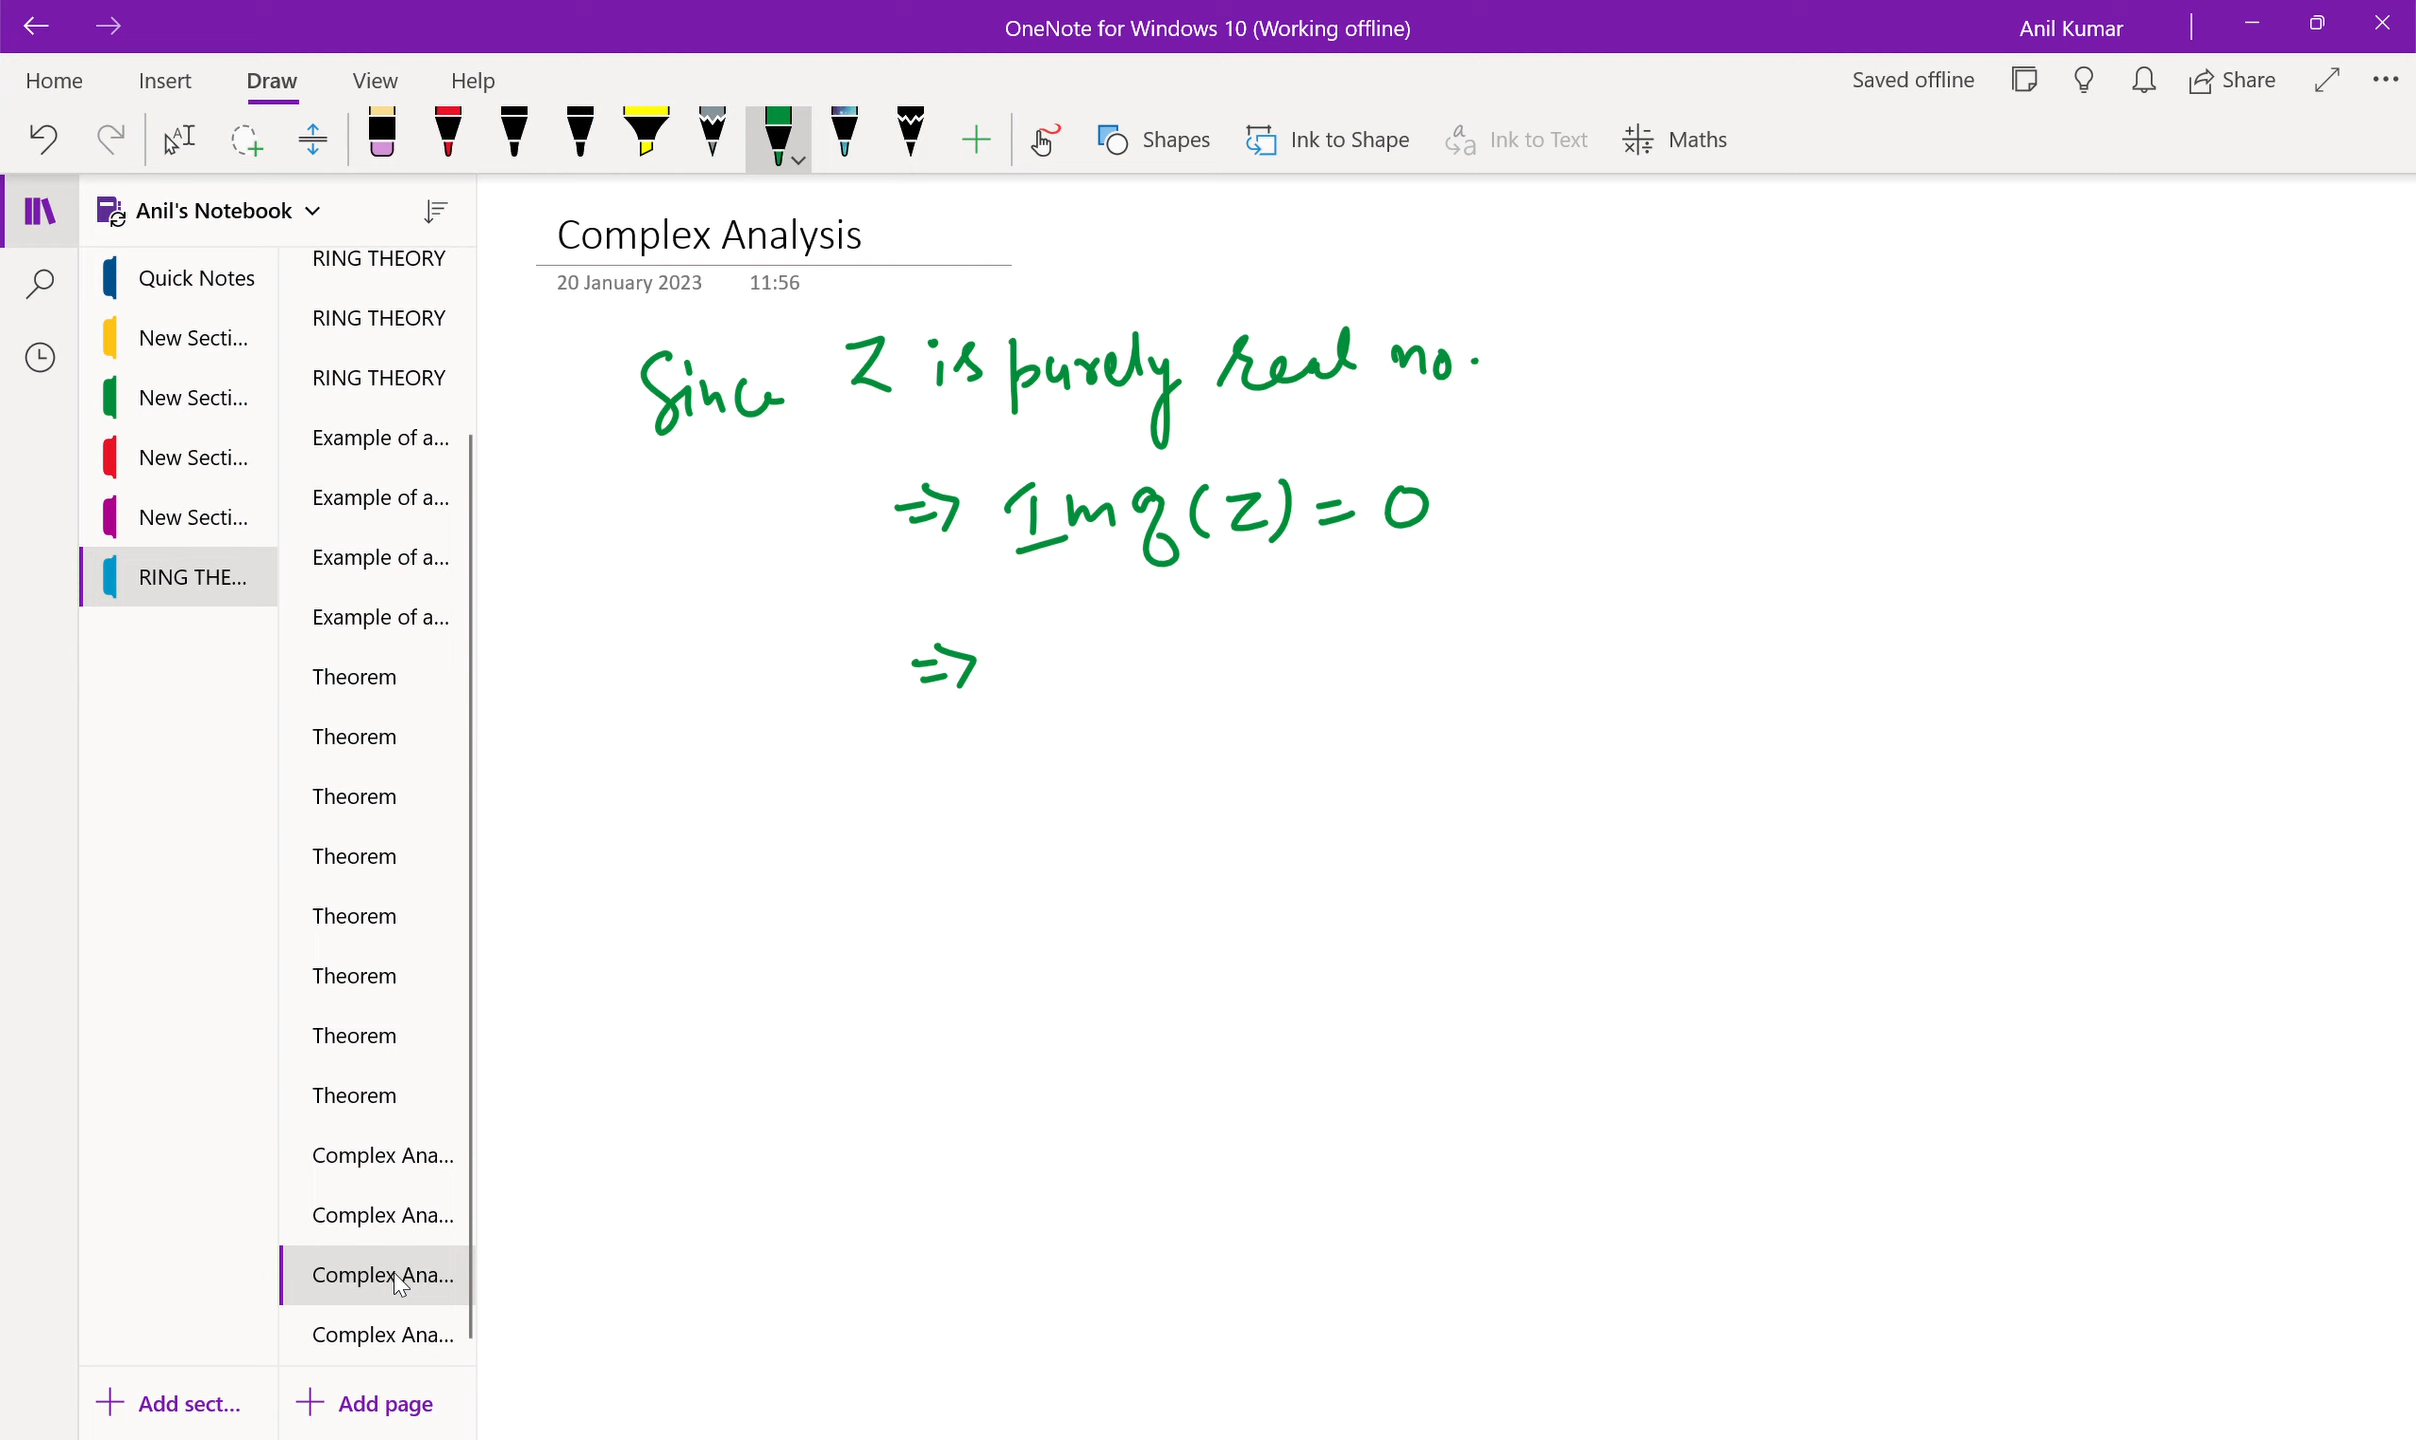 OneNote for Windows 10 (Working offline)
Anil Kumar
Home Insert Draw View Help
Saved offline
Share
Shapes
Ink to Shape
Ink to Text
Maths
Anil's Notebook
Quick Notes
New Secti...
New Secti...
New Secti...
New Secti...
RING THE...
Add sect...
RING THEORY
RING THEORY
RING THEORY
Example of a...
Example of a...
Example of a...
Example of a...
Theorem
Theorem
Theorem
Theorem
Theorem
Theorem
Theorem
Theorem
Complex Ana...
Complex Ana...
Complex Ana...
Complex Ana...
Add page
Complex Analysis
20 January 2023 11:56
Since Z is purely real no.
=> Img(Z) = 0
=>